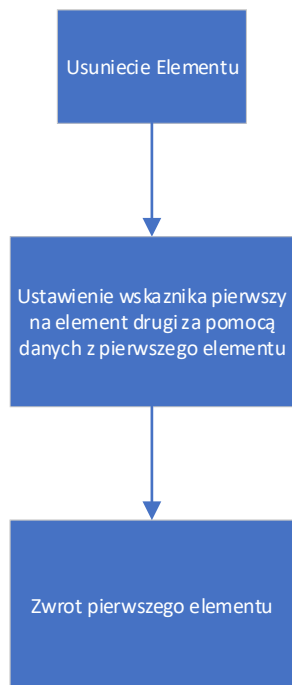 Usuniecie Elementu
Ustawienie wskaznika pierwszy
na element drugi za pomocą
danych z pierwszego elementu
Zwrot pierwszego elementu